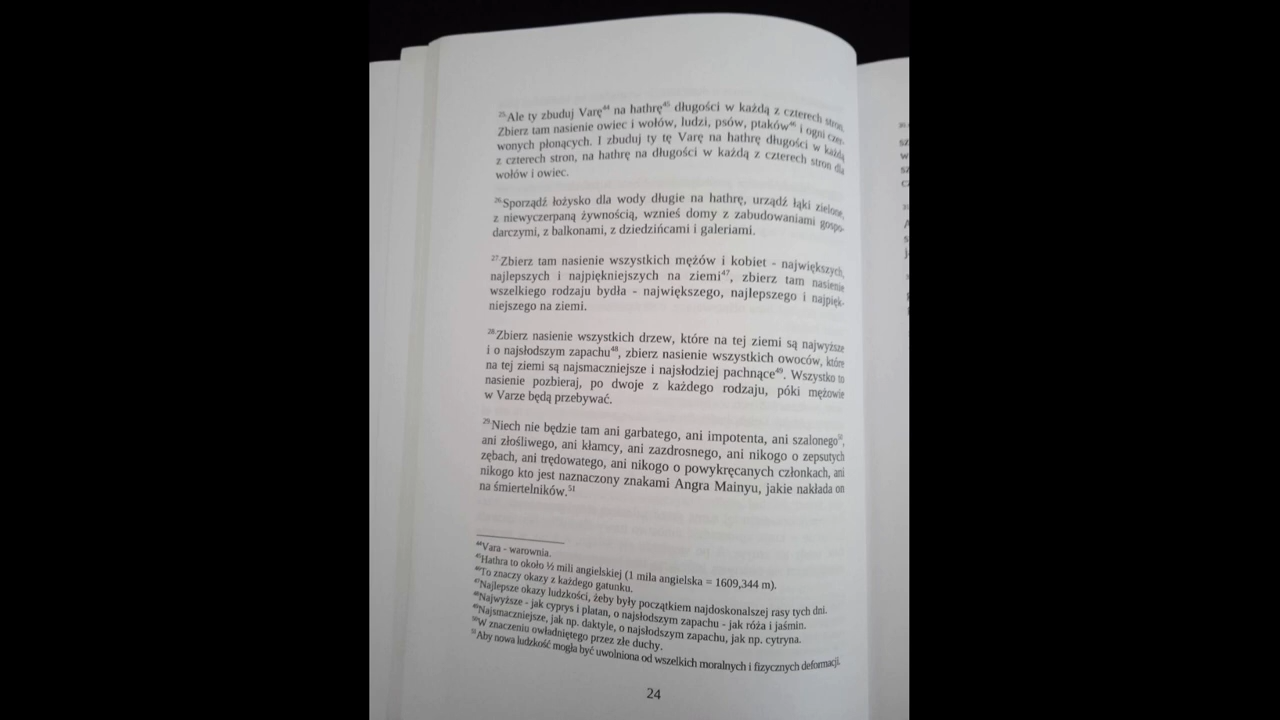 ²⁵Ale ty zbuduj Varę⁴⁴ na hathrę⁴⁵ długości w każdą z czterech stron.
Zbierz tam nasienie owiec i wołów, ludzi, psów, ptaków⁴⁶ i ogni czer-
wonych płonących. I zbuduj ty tę Varę na hathrę długości w każdą
z czterech stron, na hathrę na długości w każdą z czterech stron dla
wołów i owiec.
²⁶Sporządź łożysko dla wody długie na hathrę, urządź łąki zielone,
z niewyczerpaną żywnością, wznieś domy z zabudowaniami gospo-
darczymi, z balkonami, z dziedzińcami i galeriami.
²⁷Zbierz tam nasienie wszystkich mężów i kobiet - największych,
najlepszych i najpiękniejszych na ziemi⁴⁷, zbierz tam nasienie
wszelkiego rodzaju bydła - największego, najlepszego i najpięk-
niejszego na ziemi.
²⁸Zbierz nasienie wszystkich drzew, które na tej ziemi są najwyższe
i o najsłodszym zapachu⁴⁸, zbierz nasienie wszystkich owoców, które
na tej ziemi są najsmaczniejsze i najsłodziej pachnące⁴⁹. Wszystko to
nasienie pozbieraj, po dwoje z każdego rodzaju, póki mężowie
w Varze będą przebywać.
²⁹Niech nie będzie tam ani garbatego, ani impotenta, ani szalonego⁵⁰,
ani złośliwego, ani kłamcy, ani zazdrosnego, ani nikogo o zepsutych
zębach, ani trędowatego, ani nikogo o powykręcanych członkach, ani
nikogo kto jest naznaczony znakami Angra Mainyu, jakie nakłada on
na śmiertelników.⁵¹
⁴⁴Vara - warownia.
⁴⁵Hathra to około ½ mili angielskiej (1 mila angielska = 1609,344 m).
⁴⁶To znaczy okazy z każdego gatunku.
⁴⁷Najlepsze okazy ludzkości, żeby były początkiem najdoskonalszej rasy tych dni.
⁴⁸Najwyższe - jak cyprys i platan, o najsłodszym zapachu - jak róża i jaśmin.
⁴⁹Najsmaczniejsze, jak np. daktyle, o najsłodszym zapachu, jak np. cytryna.
⁵⁰W znaczeniu owładniętego przez złe duchy.
⁵¹Aby nowa ludzkość mogła być uwolniona od wszelkich moralnych i fizycznych deformacji.
24